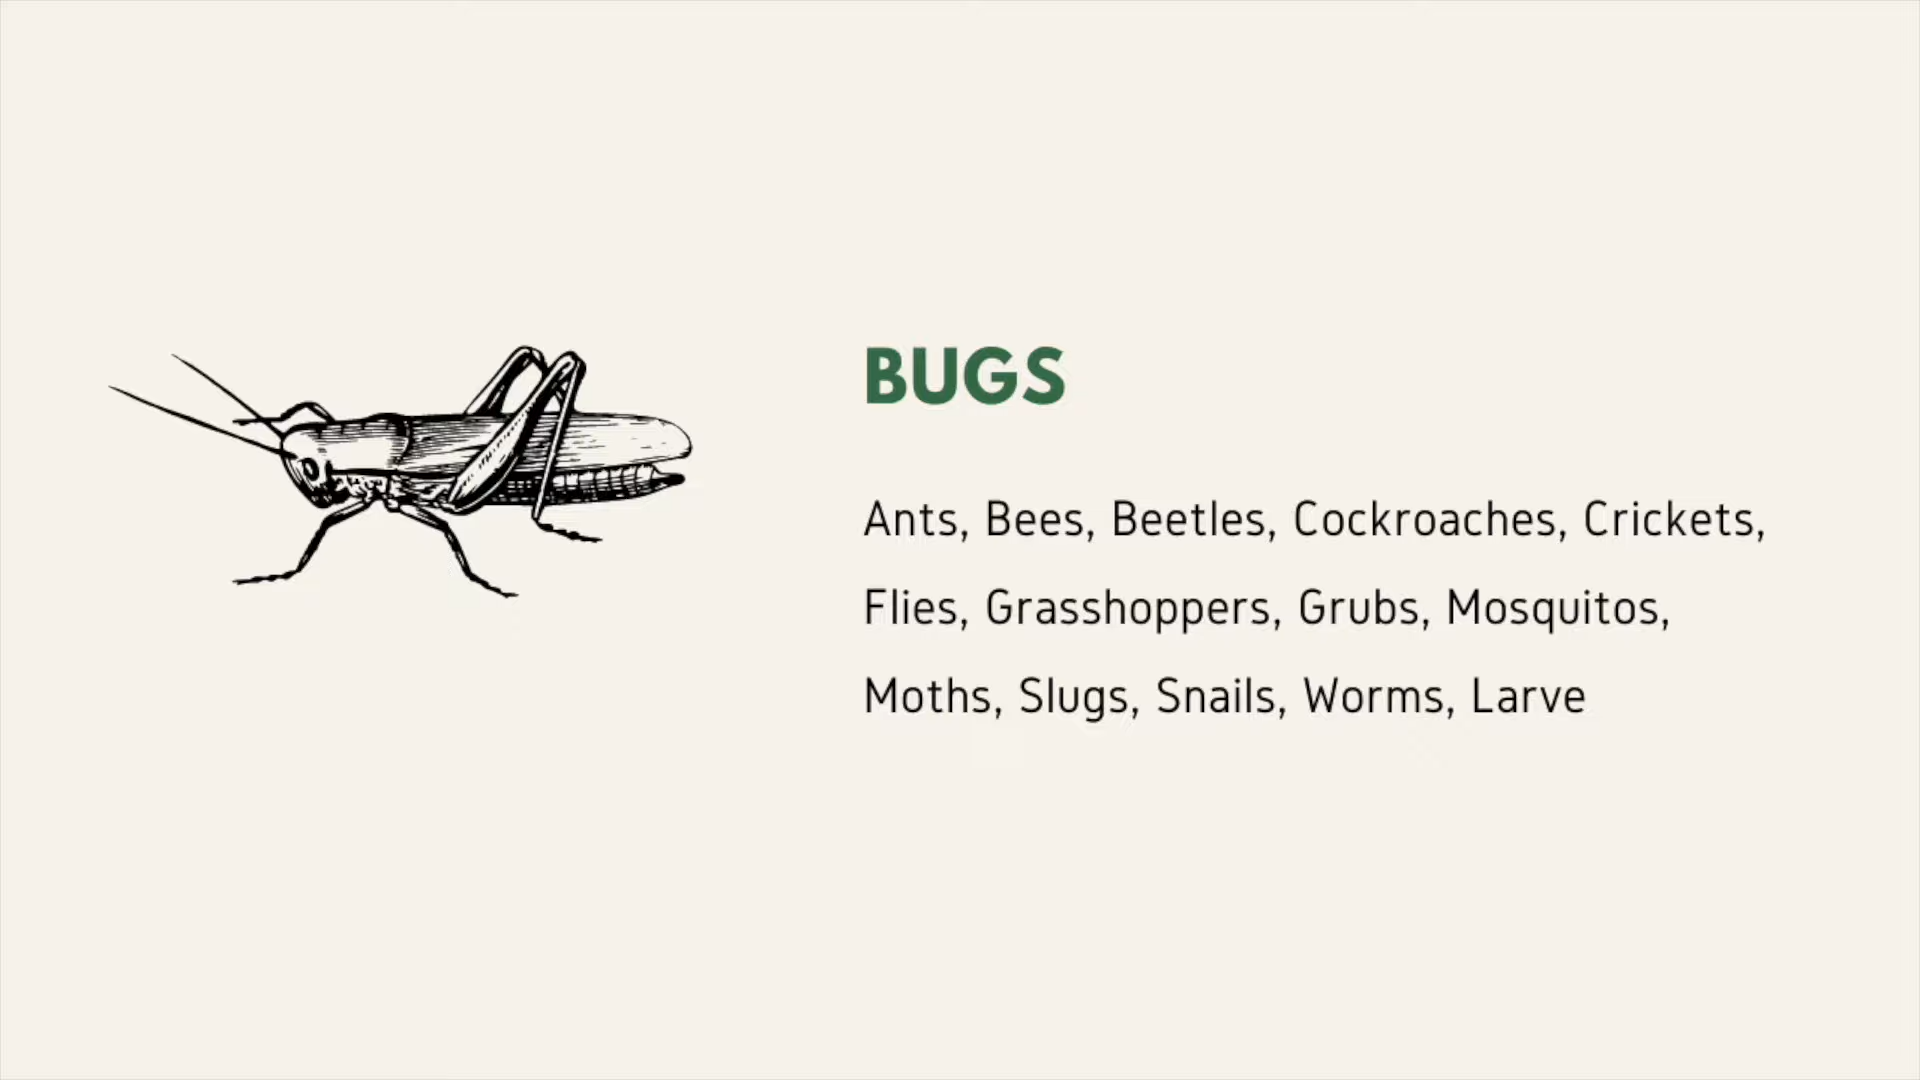 BUGS
Ants, Bees, Beetles, Cockroaches, Crickets,
Flies, Grasshoppers, Grubs, Mosquitos,
Moths, Slugs, Snails, Worms, Larve